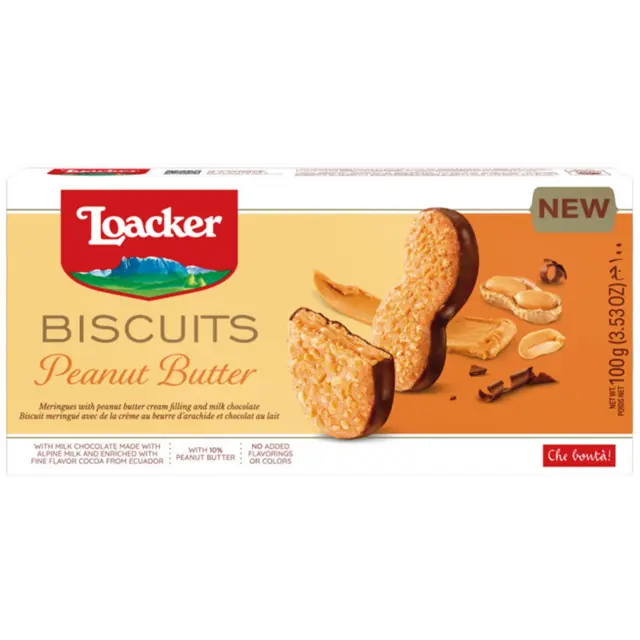 Loacker
NEW
BISCUITS
Peanut Butter
Meringues with peanut butter cream filling and milk chocolate
Biscuit meringué avec de la crème au beurre d'arachide et chocolat au lait
WITH MILK CHOCOLATE MADE WITH
ALPINE MILK AND ENRICHED WITH
FINE FLAVOR COCOA FROM ECUADOR
WITH 10%
PEANUT BUTTER
NO ADDED
FLAVORINGS
OR COLORS
NET WT.
POIDS NET
100g (3.53OZ)
١٠٠ جم
Che bontà!